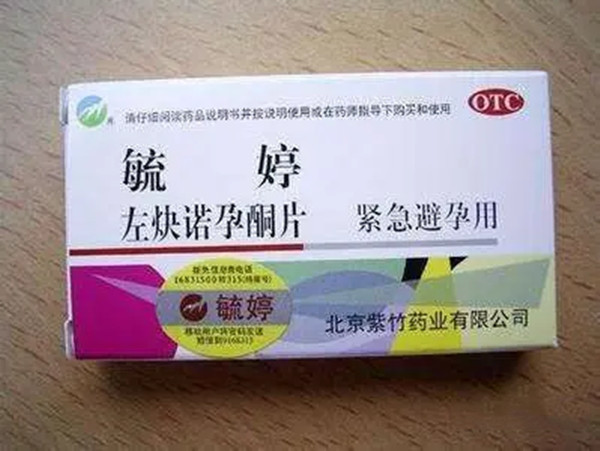 请仔细阅读药品说明书并按说明使用或在药师指导下购买和使用
OTC
毓婷
左炔诺孕酮片
紧急避孕用
毓婷
北京紫竹药业有限公司